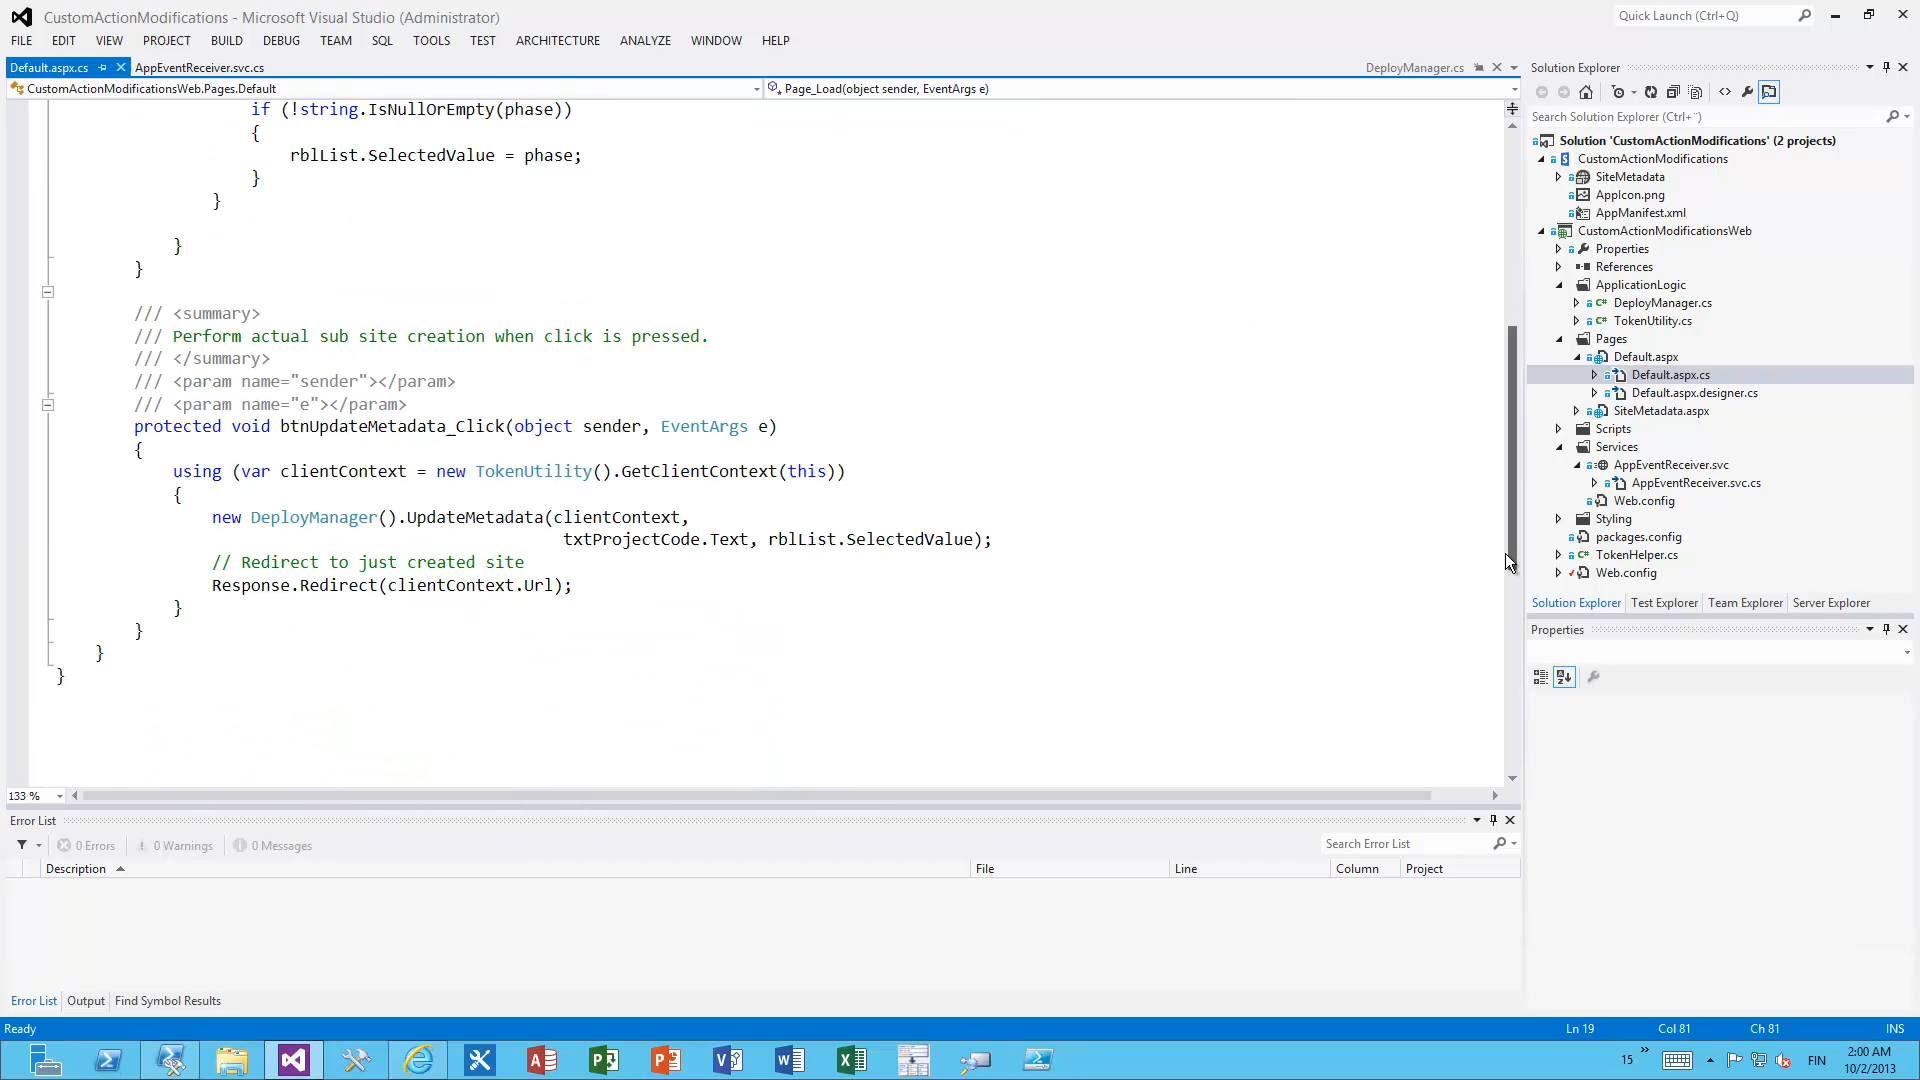 CustomActionModifications - Microsoft Visual Studio (Administrator)
Quick Launch (Ctrl+Q)
FILE EDIT VIEW PROJECT BUILD DEBUG TEAM SQL TOOLS TEST ARCHITECTURE ANALYZE WINDOW HELP
Default.aspx.cs AppEventReceiver.svc.cs DeployManager.cs
CustomActionModificationsWeb.Pages.Default Page_Load(object sender, EventArgs e)
if (!string.IsNullOrEmpty(phase))
{
rblList.SelectedValue = phase;
}
}
}
}
/// <summary>
/// Perform actual sub site creation when click is pressed.
/// </summary>
/// <param name="sender"></param>
/// <param name="e"></param>
protected void btnUpdateMetadata_Click(object sender, EventArgs e)
{
using (var clientContext = new TokenUtility().GetClientContext(this))
{
new DeployManager().UpdateMetadata(clientContext,
txtProjectCode.Text, rblList.SelectedValue);
// Redirect to just created site
Response.Redirect(clientContext.Url);
}
}
}
}
133 %
Solution Explorer
Search Solution Explorer (Ctrl+¨)
Solution 'CustomActionModifications' (2 projects)
CustomActionModifications
SiteMetadata
AppIcon.png
AppManifest.xml
CustomActionModificationsWeb
Properties
References
ApplicationLogic
C# DeployManager.cs
C# TokenUtility.cs
Pages
Default.aspx
Default.aspx.cs
Default.aspx.designer.cs
SiteMetadata.aspx
Scripts
Services
AppEventReceiver.svc
AppEventReceiver.svc.cs
Web.config
Styling
packages.config
C# TokenHelper.cs
Web.config
Solution Explorer Test Explorer Team Explorer Server Explorer
Properties
Error List
0 Errors 0 Warnings 0 Messages
Search Error List
Description File Line Column Project
Error List Output Find Symbol Results
Ready Ln 19 Col 81 Ch 81 INS
15 FIN 2:00 AM
10/2/2013